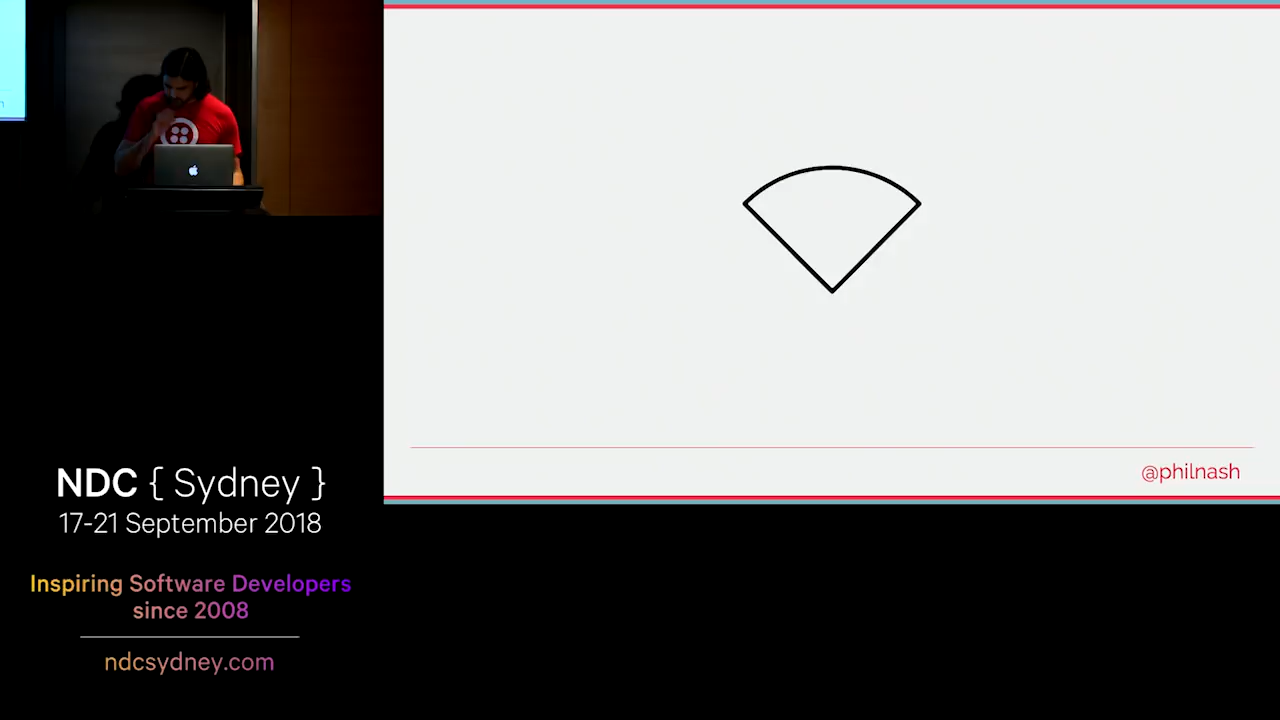 @philnash
NDC { Sydney }
17-21 September 2018
Inspiring Software Developers
since 2008
ndcsydney.com